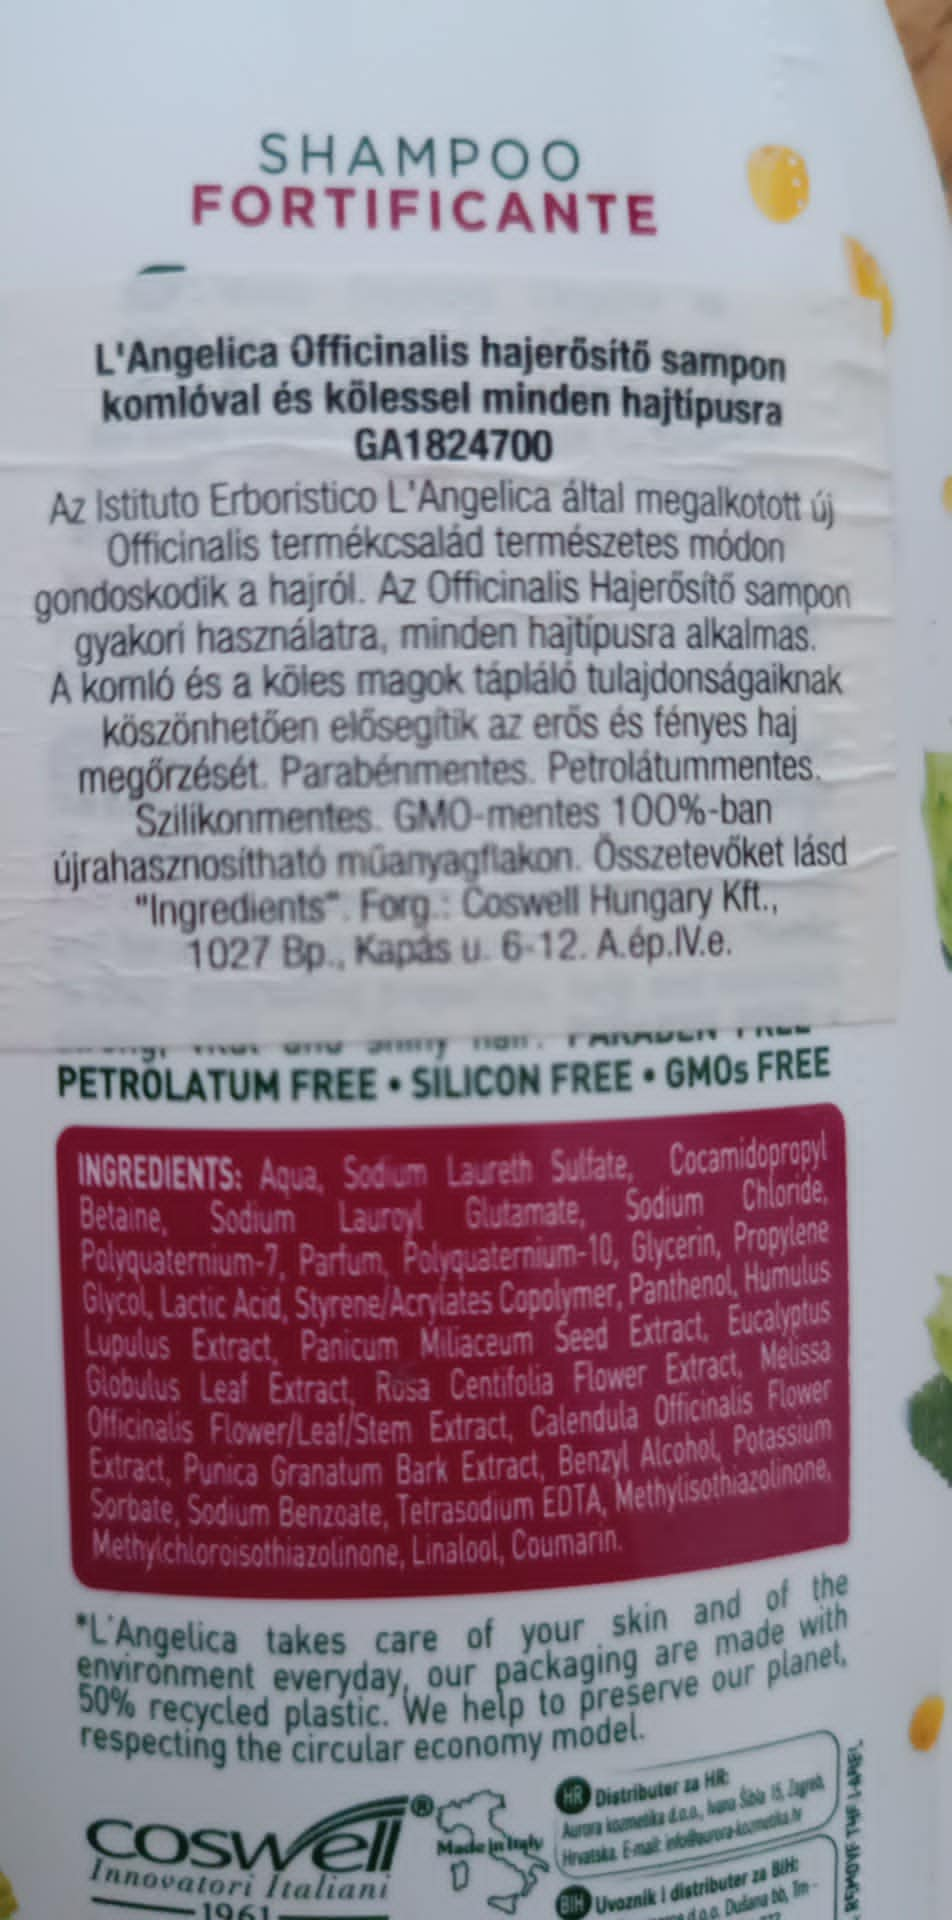 SHAMPOO
FORTIFICANTE
L'Angelica Officinalis hajerősítő sampon
komlóval és kölessel minden hajtípusra
GA1824700
Az Istituto Erboristico L'Angelica által megalkotott új
Officinalis termékcsalád természetes módon
gondoskodik a hajról. Az Officinalis Hajerősítő sampon
gyakori használatra, minden hajtípusra alkalmas.
A komló és a köles magok tápláló tulajdonságaiknak
köszönhetően elősegítik az erős és fényes haj
megőrzését. Parabénmentes. Petrolátummentes.
Szilikonmentes. GMO-mentes 100%-ban
újrahasznosítható műanyagflakon. Összetevőket lásd
"Ingredients". Forg.: Coswell Hungary Kft.,
1027 Bp., Kapás u. 6-12. A.ép.IV.e.
and shiny hair. PARABEN FREE
PETROLATUM FREE • SILICON FREE • GMOs FREE
INGREDIENTS: Aqua, Sodium Laureth Sulfate, Cocamidopropyl
Betaine, Sodium Lauroyl Glutamate, Sodium Chloride,
Polyquaternium-7, Parfum, Polyquaternium-10, Glycerin, Propylene
Glycol, Lactic Acid, Styrene/Acrylates Copolymer, Panthenol, Humulus
Lupulus Extract, Panicum Miliaceum Seed Extract, Eucalyptus
Globulus Leaf Extract, Rosa Centifolia Flower Extract, Melissa
Officinalis Flower/Leaf/Stem Extract, Calendula Officinalis Flower
Extract, Punica Granatum Bark Extract, Benzyl Alcohol, Potassium
Sorbate, Sodium Benzoate, Tetrasodium EDTA, Methylisothiazolinone,
Methylchloroisothiazolinone, Linalool, Coumarin.
*L'Angelica takes care of your skin and of the
environment everyday, our packaging are made with
50% recycled plastic. We help to preserve our planet,
respecting the circular economy model.
coswell®
Innovatori Italiani
1961
Made in Italy
HR Distributer za HR:
Aurora kozmetika d.o.o., Ivana Šibla 15, Zagreb,
Hrvatska. E-mail: info@aurora-kozmetika.hr
BIH Uvoznik i distributer za BiH:
d.o.o. Dušana bb,
REMOVE THE LABEL